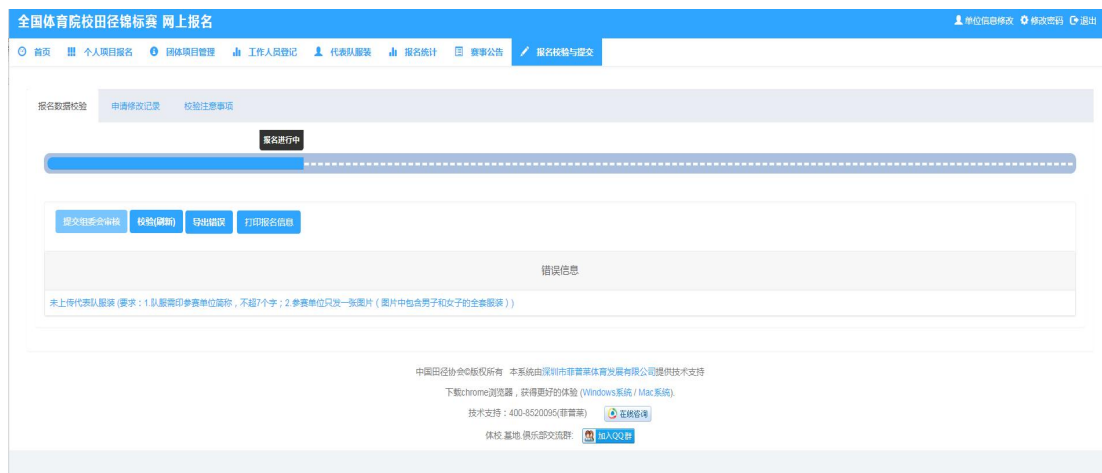 全国体育院校田径锦标赛 网上报名
单位信息修改 修改密码 退出
首页 个人项目报名 团体项目管理 工作人员登记 代表队服装 报名统计 赛事公告 报名校验与提交
报名数据校验 申请修改记录 校验注意事项
报名进行中
提交组委会审核 校验(刷新) 导出错误 打印报名信息
错误信息
未上传代表队服装 (要求：1.队服需印参赛单位简称，不超7个字；2.参赛单位只发一张图片（图片中包含男子和女子的全套服装）)
中国田径协会©版权所有 本系统由深圳市菲普莱体育发展有限公司提供技术支持
下载chrome浏览器，获得更好的体验 (Windows系统 / Mac系统).
技术支持：400-8520095(菲普莱) 在线咨询
体校.基地.俱乐部交流群: 加入QQ群